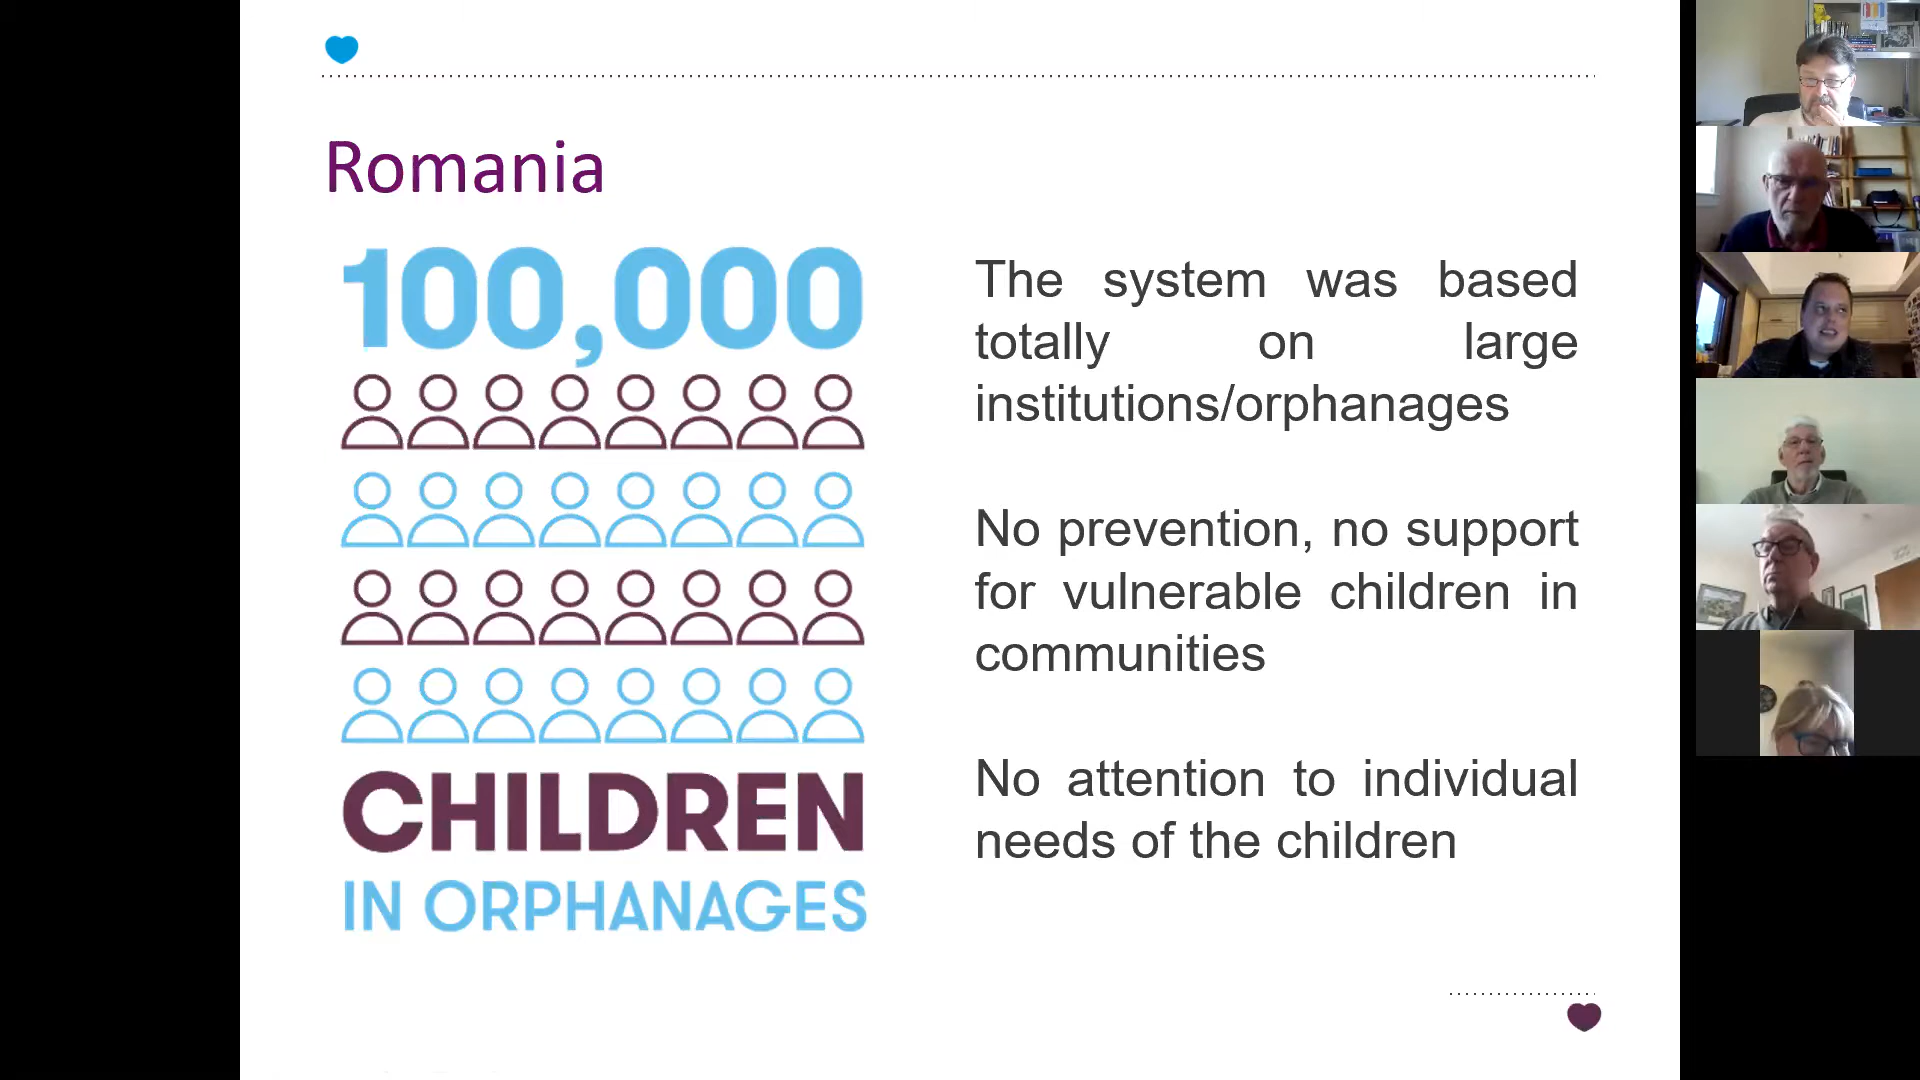 Romania
100,000
CHILDREN
IN ORPHANAGES
The system was based
totally on large
institutions/orphanages
No prevention, no support
for vulnerable children in
communities
No attention to individual
needs of the children